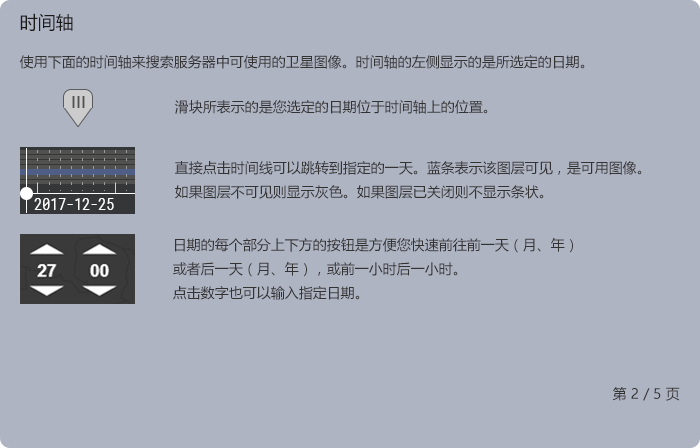 时间轴
使用下面的时间轴来搜索服务器中可使用的卫星图像。时间轴的左侧显示的是所选定的日期。
滑块所表示的是您选定的日期位于时间轴上的位置。
直接点击时间线可以跳转到指定的一天。蓝条表示该图层可见，是可用图像。
如果图层不可见则显示灰色。如果图层已关闭则不显示条状。
2017-12-25
日期的每个部分上下方的按钮是方便您快速前往前一天（月、年）
或者后一天（月、年），或前一小时后一小时。
27 00
点击数字也可以输入指定日期。
第 2 / 5 页